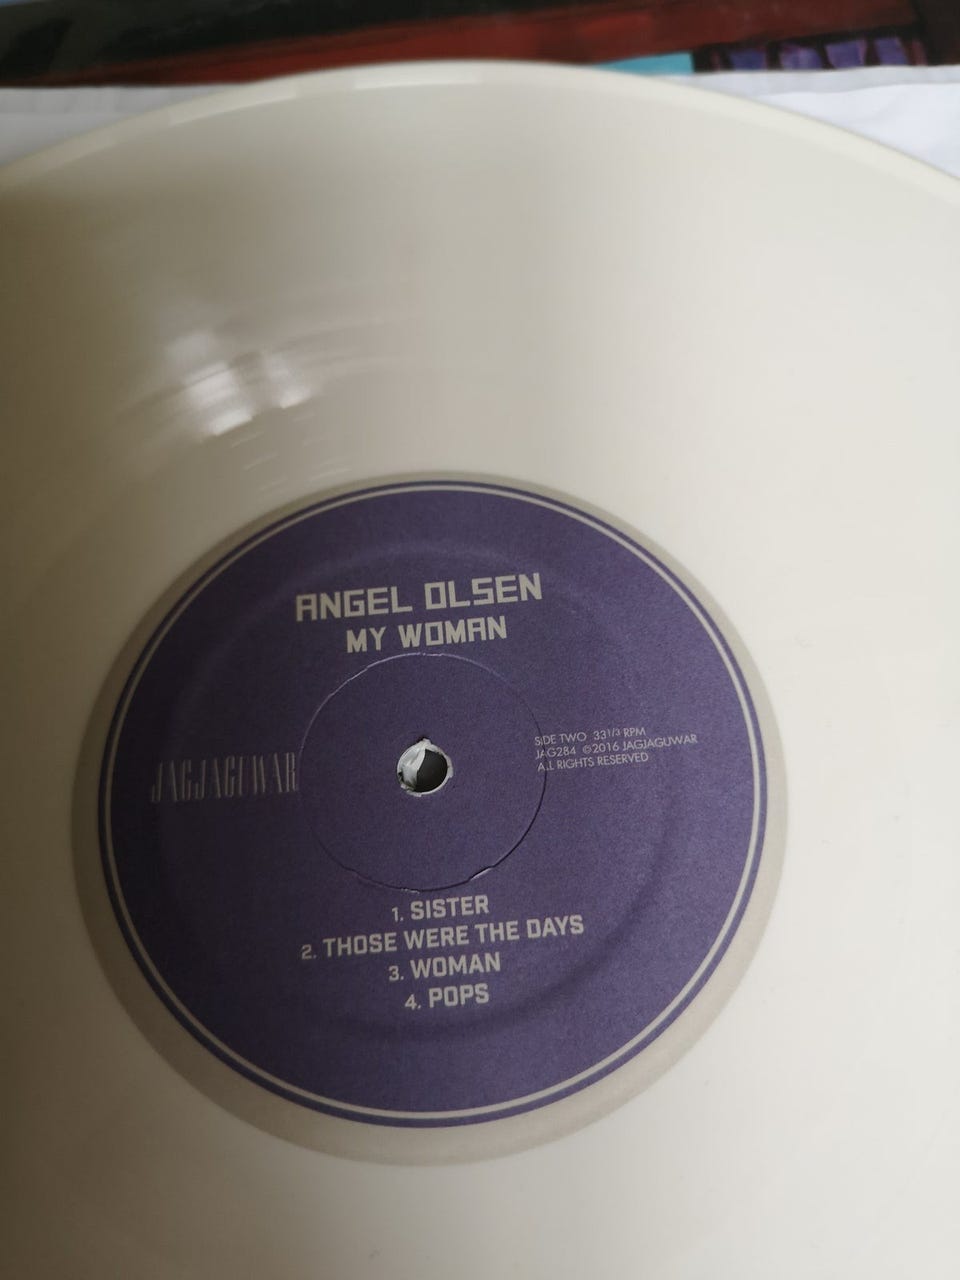 ANGEL OLSEN
MY WOMAN
JAGJAGUWAR
SIDE TWO 33 1/3 RPM
JAG284 ©2016 JAGJAGUWAR
ALL RIGHTS RESERVED
1. SISTER
2. THOSE WERE THE DAYS
3. WOMAN
4. POPS